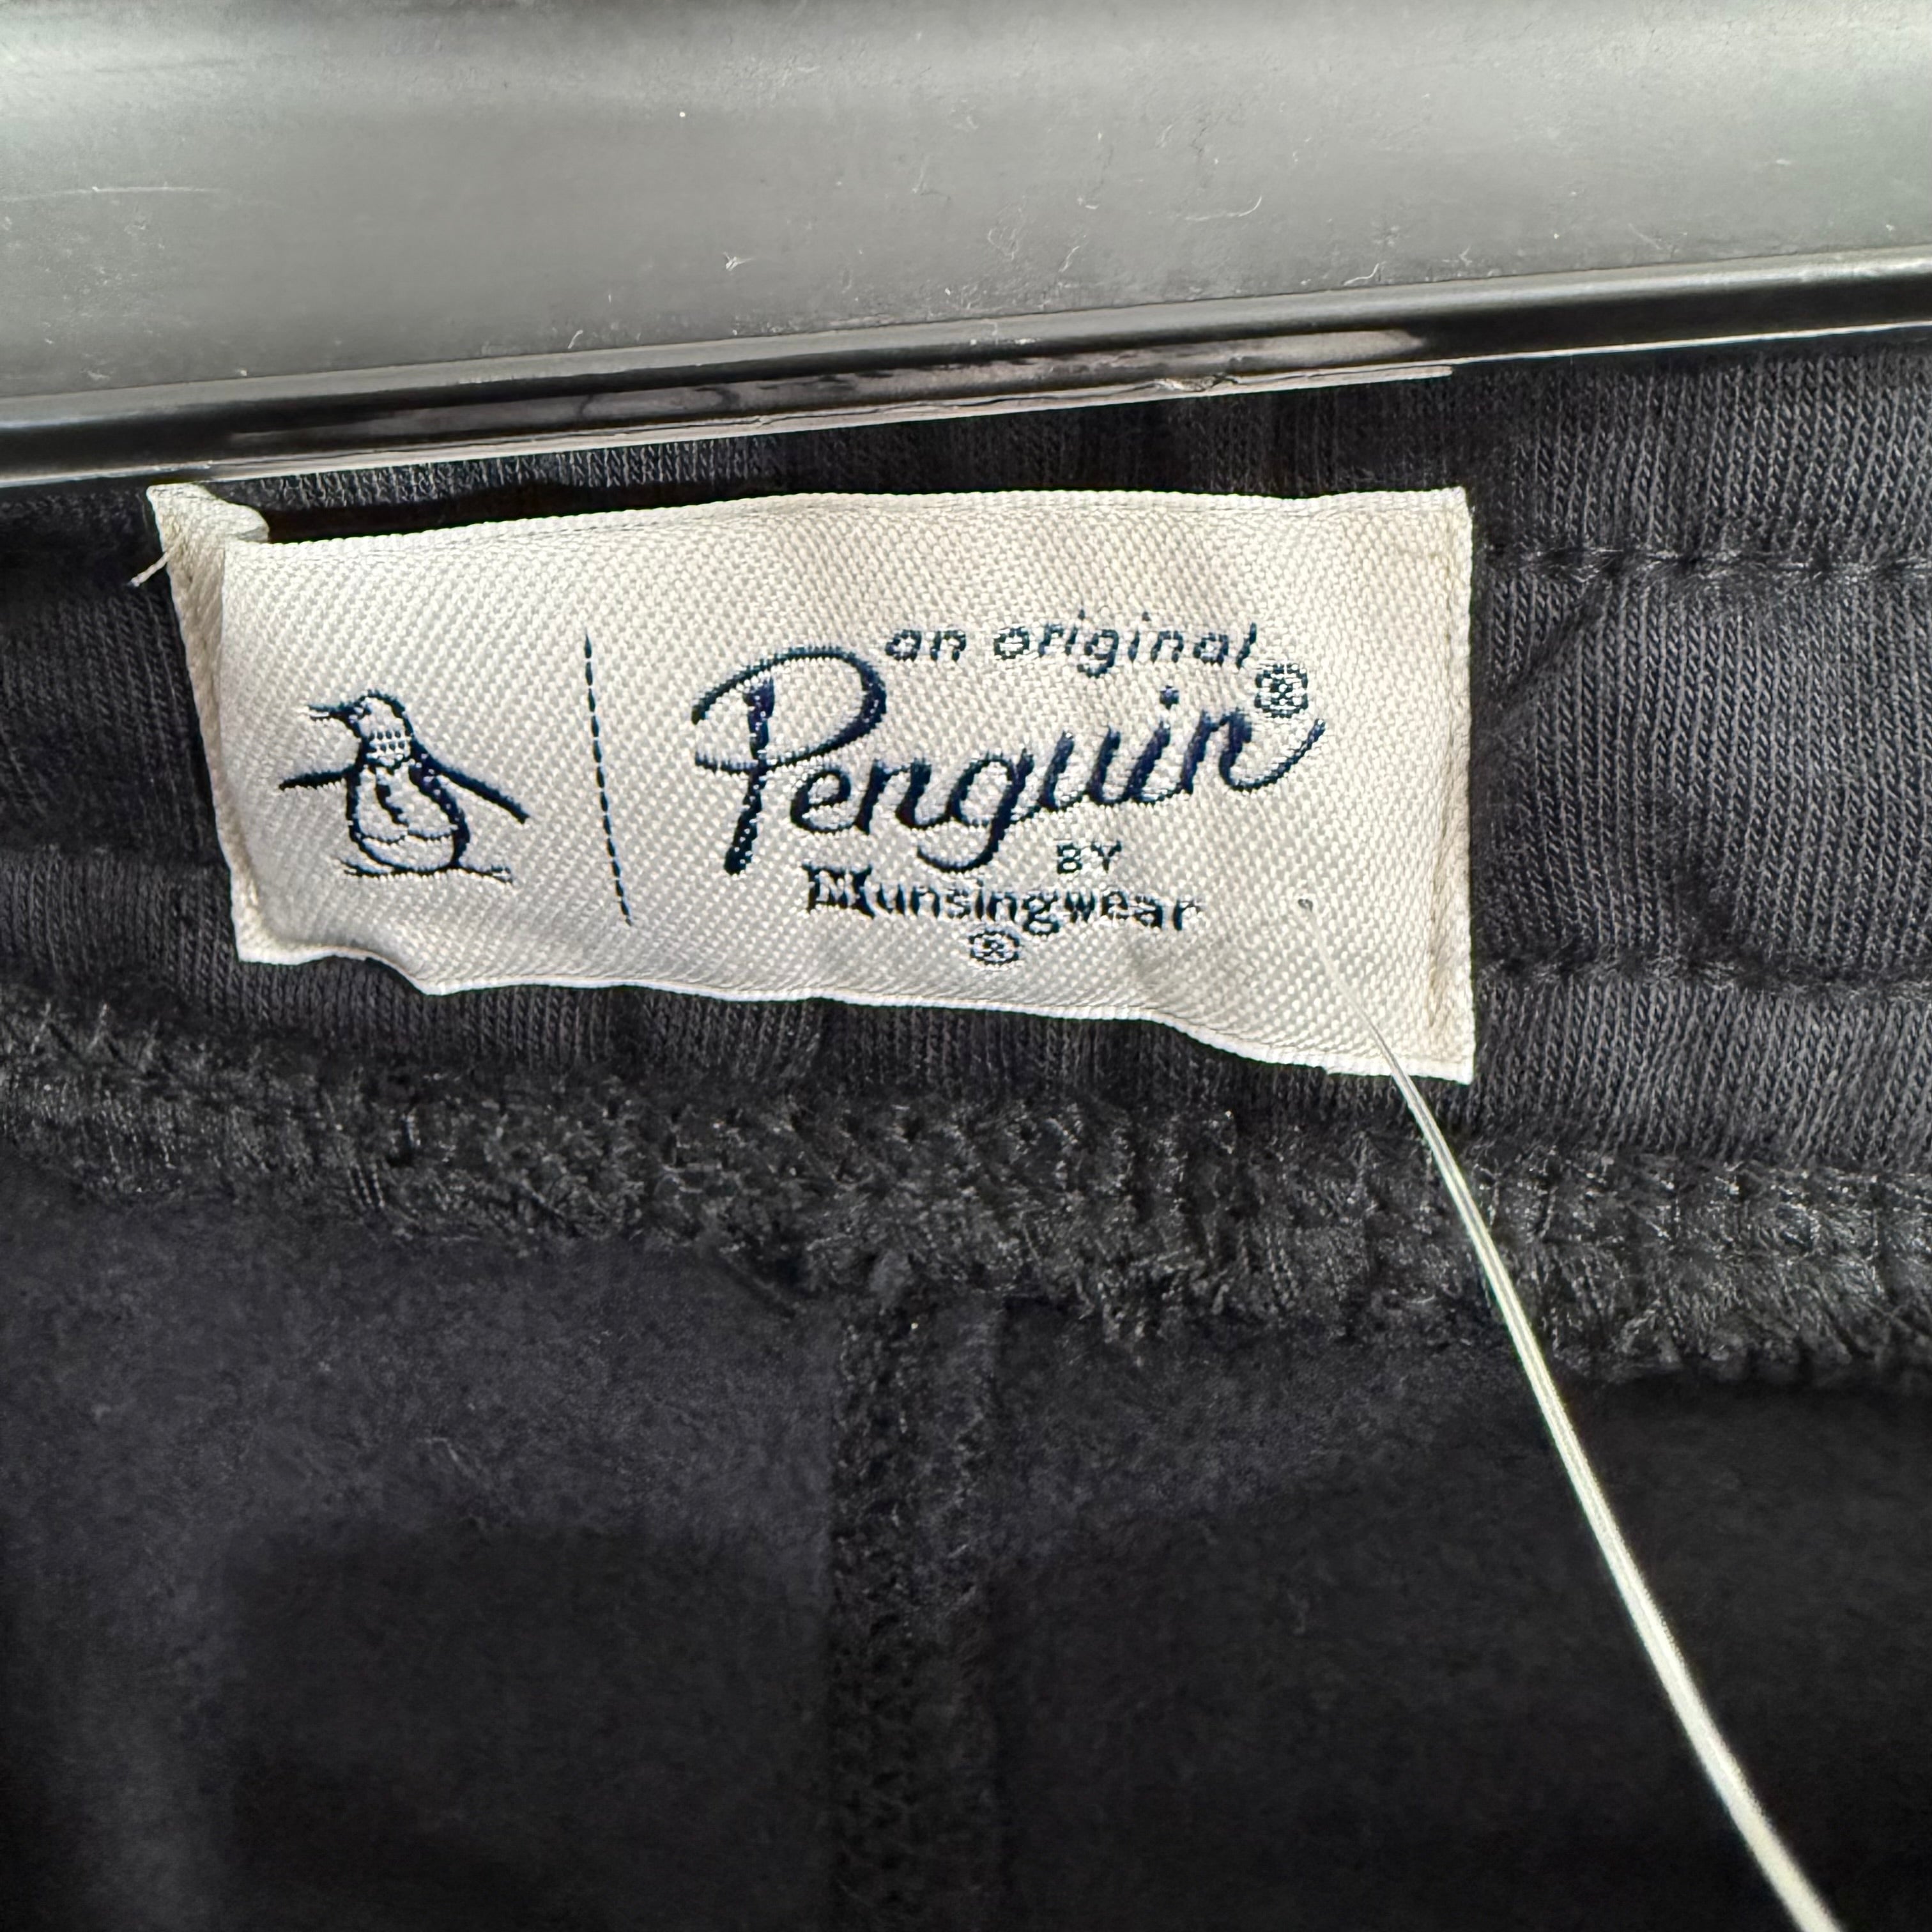 an original
Penguin®
BY
Munsingwear
®